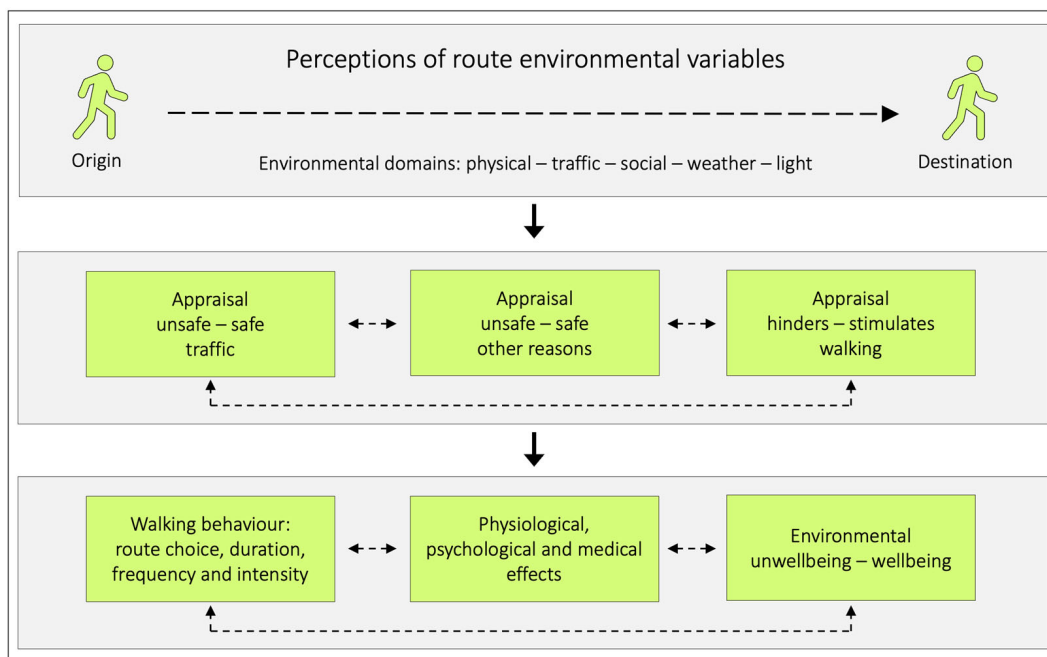 Perceptions of route environmental variables
Origin
Destination
Environmental domains: physical – traffic – social – weather – light
Appraisal
unsafe – safe
traffic
Appraisal
unsafe – safe
other reasons
Appraisal
hinders – stimulates
walking
Walking behaviour:
route choice, duration,
frequency and intensity
Physiological,
psychological and medical
effects
Environmental
unwellbeing – wellbeing